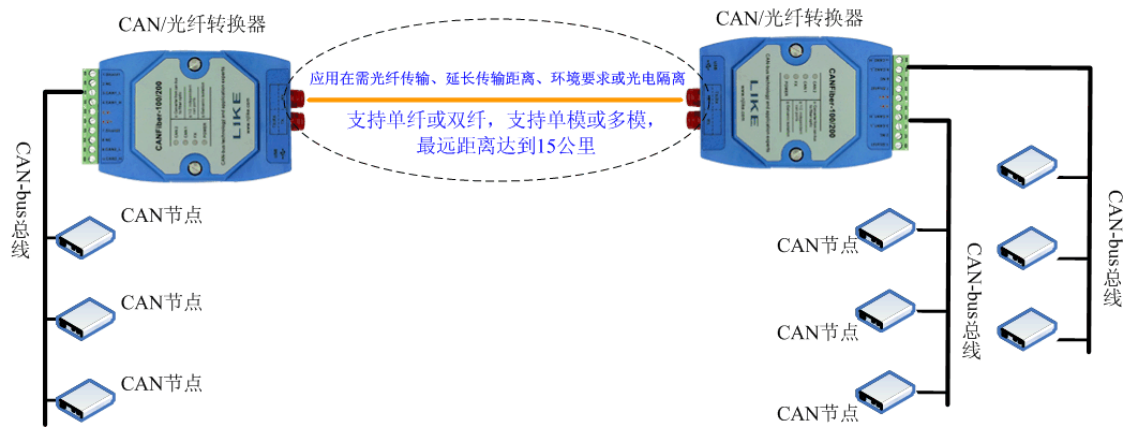 CAN/光纤转换器
CAN/光纤转换器
LIKE
CANFiber-100/200
应用在需光纤传输、延长传输距离、环境要求或光电隔离
支持单纤或双纤，支持单模或多模，
最远距离达到15公里
LIKE
CANFiber-100/200
CAN-bus总线
CAN节点
CAN节点
CAN节点
CAN节点
CAN节点
CAN节点
CAN-bus总线
CAN-bus总线